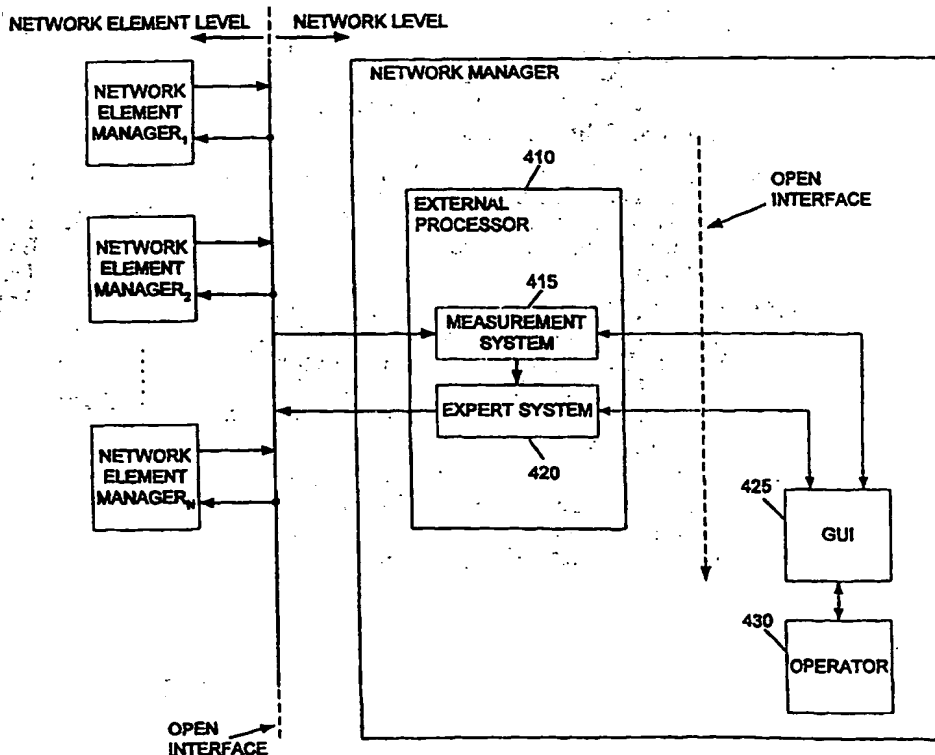 NETWORK ELEMENT LEVEL
NETWORK LEVEL
NETWORK MANAGER
NETWORK
ELEMENT
MANAGER1
410
EXTERNAL
PROCESSOR
OPEN
INTERFACE
NETWORK
ELEMENT
MANAGER2
415
MEASUREMENT
SYSTEM
EXPERT SYSTEM
420
NETWORK
ELEMENT
MANAGERN
425
GUI
430
OPERATOR
OPEN
INTERFACE